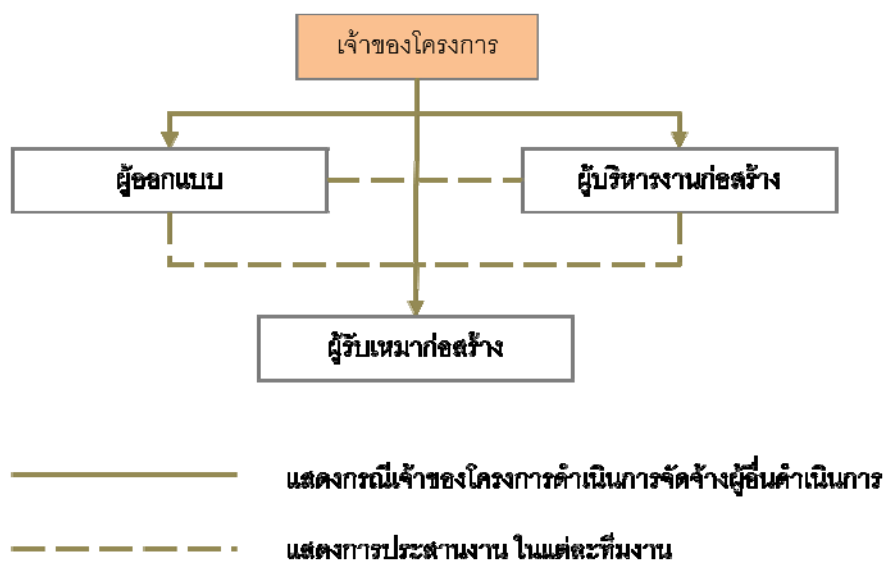 เจ้าของโครงการ
ผู้ออกแบบ
ผู้บริหารงานก่อสร้าง
ผู้รับเหมาก่อสร้าง
แสดงกรณีเจ้าของโครงการดำเนินการจัดจ้างผู้อื่นดำเนินการ
แสดงการประสานงาน ในแต่ละทีมงาน